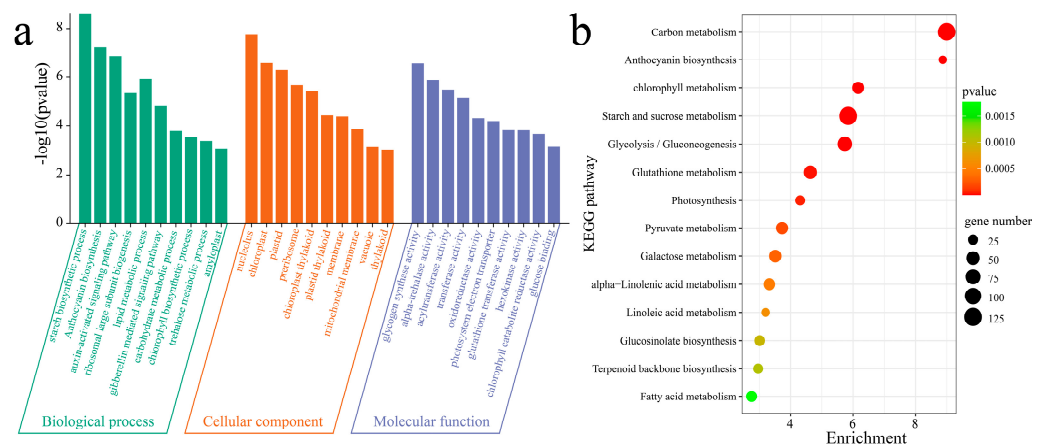 a
-log10(pvalue)
8
6
4
2
0
starch biosynthetic process
Anthocyanin biosynthesis
auxin-activated signaling pathway
ribosomal large subunit biogenesis
lipid metabolic process
gibberellin mediated signaling pathway
carbohydrate metabolic process
chlorophyll biosynthetic process
trehalose metabolic process
amyloplast
nucleolus
chloroplast
plastid
preribosome
chloroplast thylakoid
plastid thylakoid
membrane
mitochondrial membrane
vacuole
thylakoid
glycogen synthase activity
alpha-trehalase activity
acyltransferase activity
transferase activity
oxidoreductase activity
photosystem electron transporter
glutathione transferase activity
hexokinase activity
chlorophyll catabolite reductase activity
glucose binding
Biological process
Cellular component
Molecular function
b
KEGG pathway
Carbon metabolism
Anthocyanin biosynthesis
chlorophyll metabolism
Starch and sucrose metabolism
Glycolysis / Gluconeogenesis
Glutathione metabolism
Photosynthesis
Pyruvate metabolism
Galactose metabolism
alpha-Linolenic acid metabolism
Linoleic acid metabolism
Glucosinolate biosynthesis
Terpenoid backbone biosynthesis
Fatty acid metabolism
4
6
8
Enrichment
pvalue
0.0015
0.0005
gene number
25
50
75
100
125